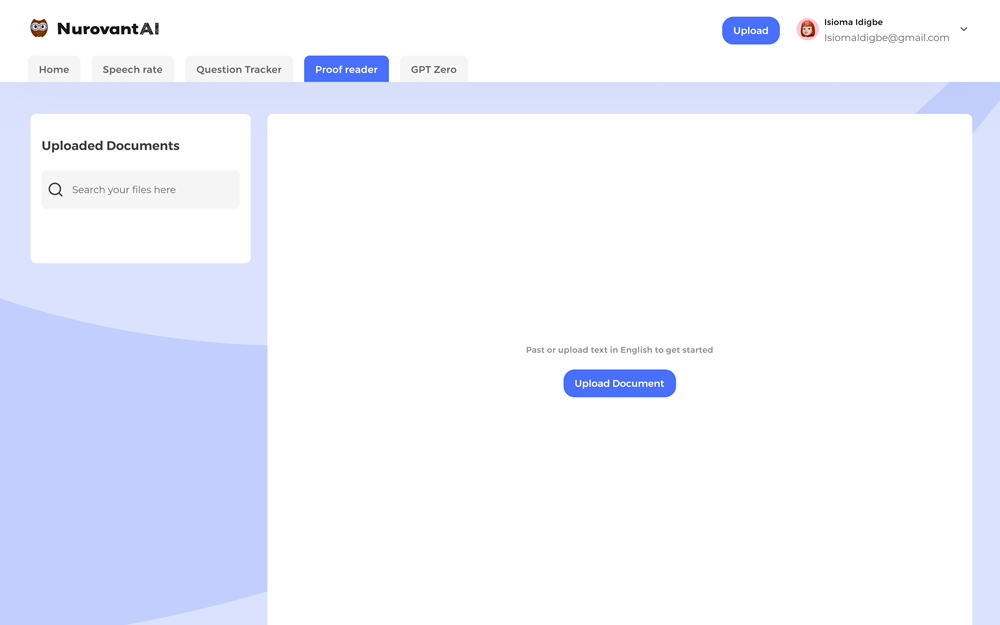 NurovantAI
Upload
Isioma Idigbe
IsiomaIdigbe@gmail.com
Home
Speech rate
Question Tracker
Proof reader
GPT Zero
Uploaded Documents
Search your files here
Past or upload text in English to get started
Upload Document